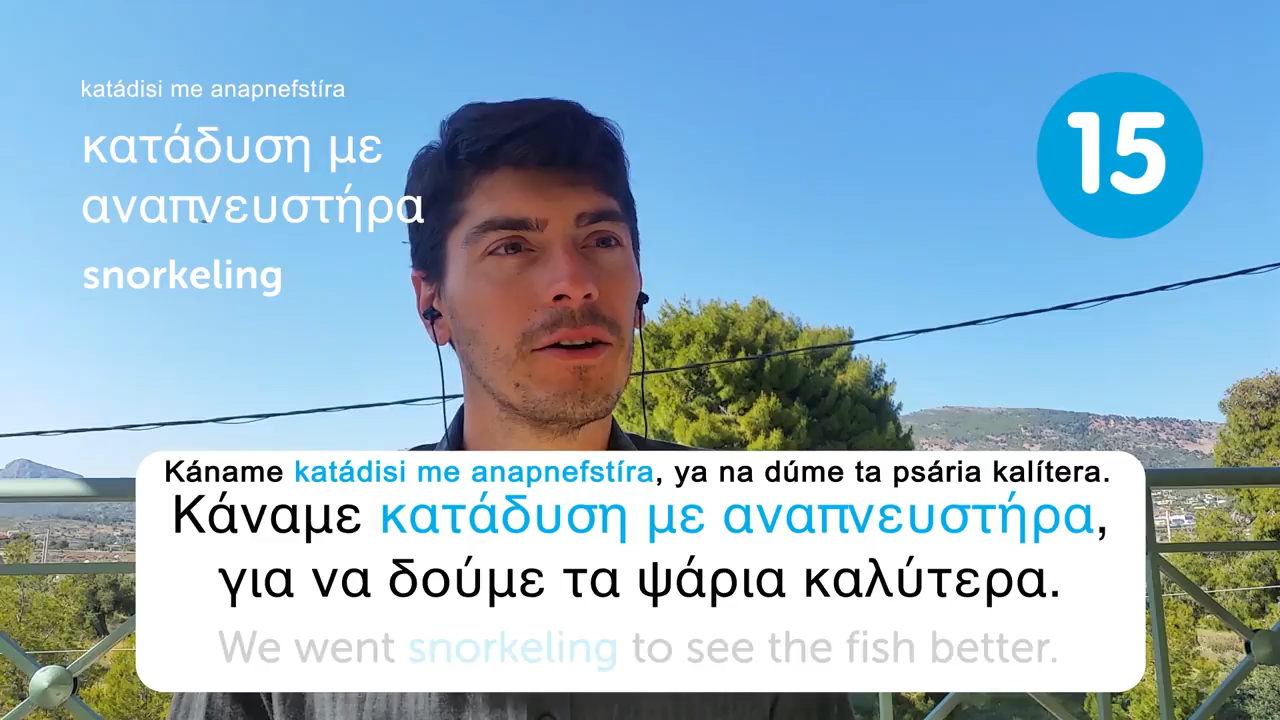 katádisi me anapnefstíra
κατάδυση με
αναπνευστήρα
snorkeling
15
Káname katádisi me anapnefstíra, ya na dúme ta psária kalítera.
Κάναμε κατάδυση με αναπνευστήρα,
για να δούμε τα ψάρια καλύτερα.
We went snorkeling to see the fish better.